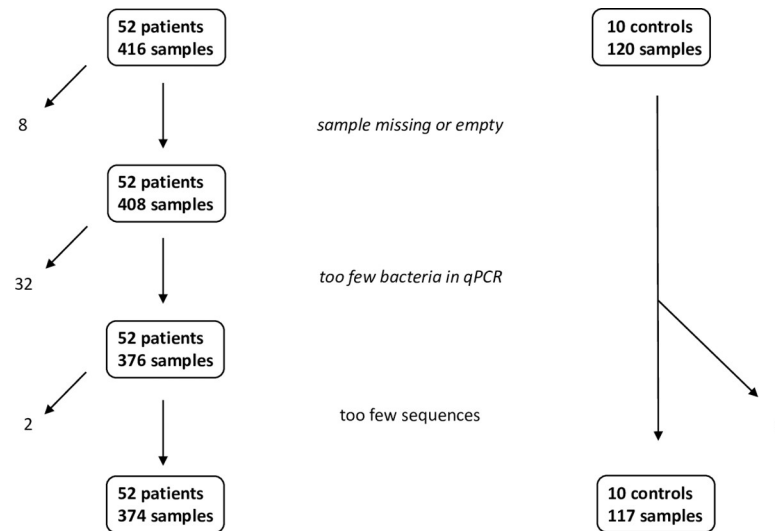 52 patients
416 samples
10 controls
120 samples
8
sample missing or empty
52 patients
408 samples
32
too few bacteria in qPCR
52 patients
376 samples
2
too few sequences
52 patients
374 samples
10 controls
117 samples